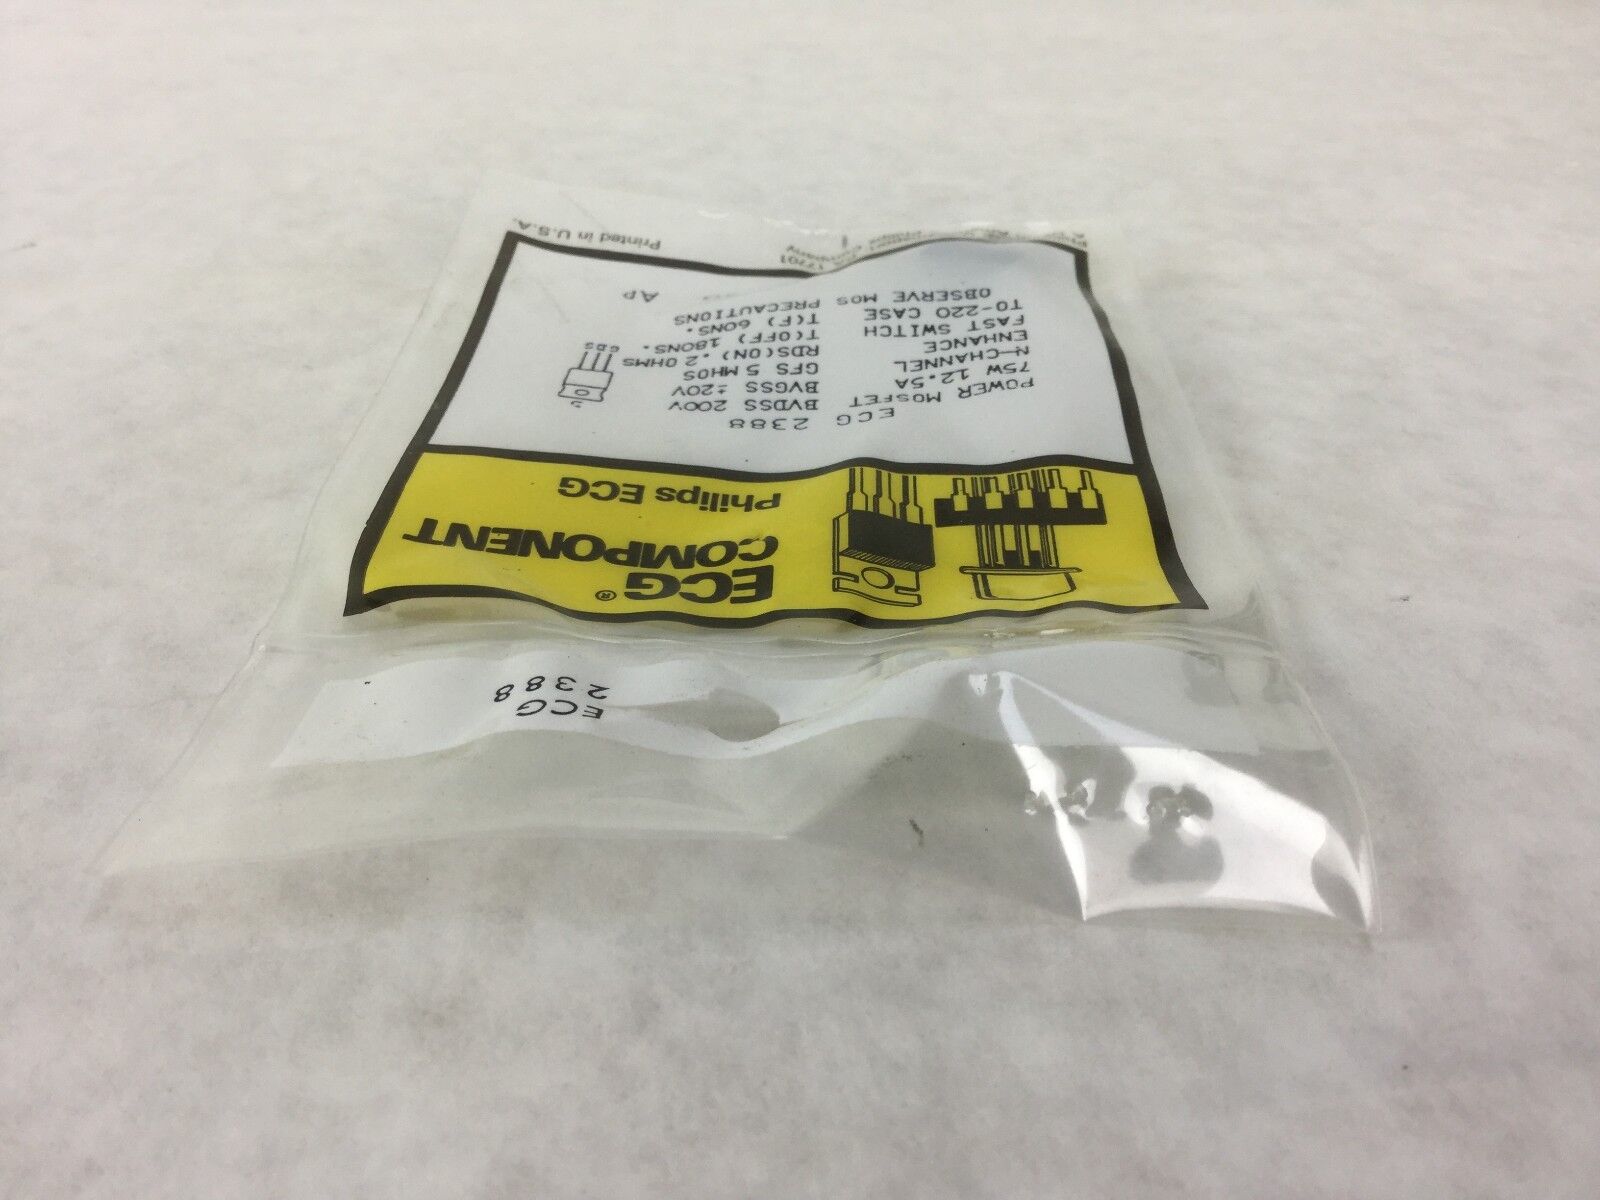 ECG
2388
ECG®
COMPONENT
Philips ECG
ECG 2388
POWER MOSFET
75W 12.5A
N-CHANNEL
ENHANCE
FAST SWITCH
TO-220 CASE
OBSERVE MOS PRECAUTIONS
BVDSS 200V
BVGSS ±20V
GFS 5 MHOS
RDS(ON) .2 OHMS
T(OFF) 180NS.
T(F) 60NS.
G D S
AP
17701
Company
Printed in U.S.A.